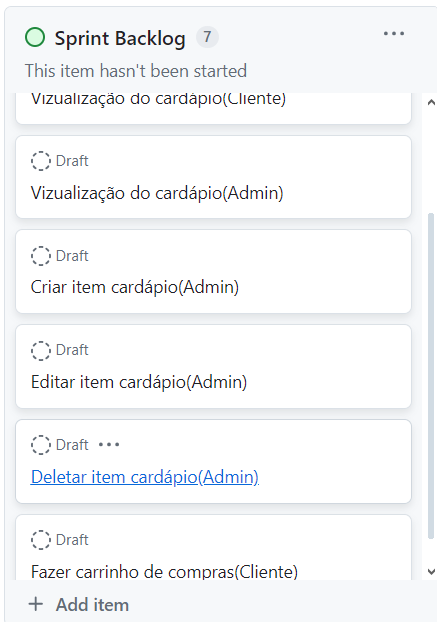 Sprint Backlog 7
This item hasn't been started
Vizualização do cardápio(Cliente)
Draft
Vizualização do cardápio(Admin)
Draft
Criar item cardápio(Admin)
Draft
Editar item cardápio(Admin)
Draft
Deletar item cardápio(Admin)
Draft
Fazer carrinho de compras(Cliente)
Add item